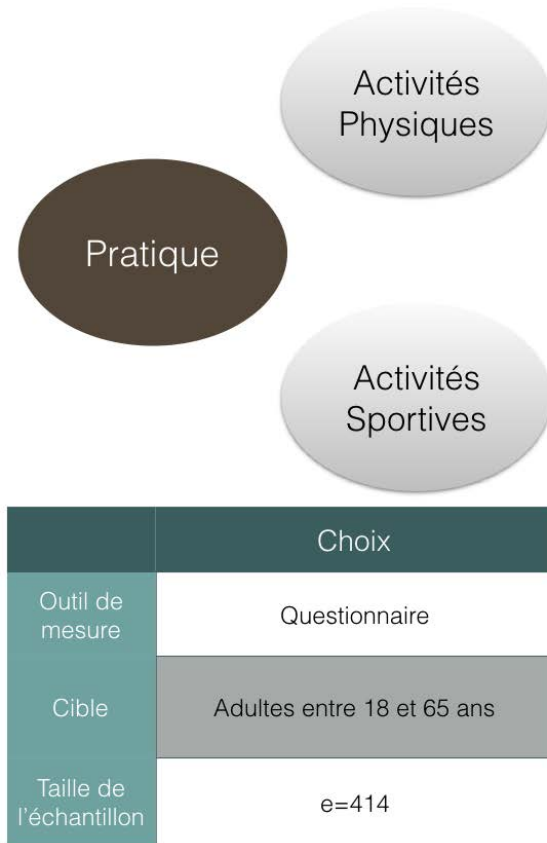 Activités
Physiques
Pratique
Activités
Sportives
Choix
Outil de
mesure
Questionnaire
Cible
Adultes entre 18 et 65 ans
Taille de
l'échantillon
e=414